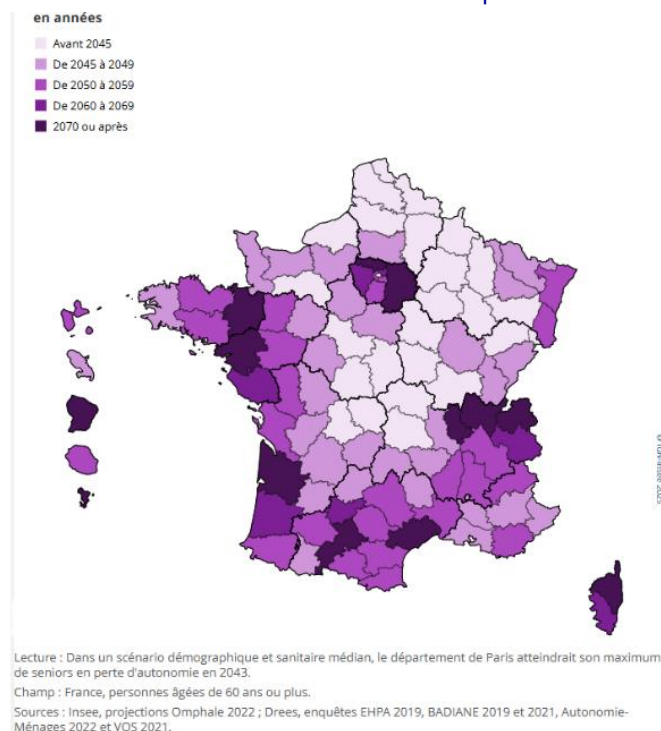 en années
Avant 2045
De 2045 à 2049
De 2050 à 2059
De 2060 à 2069
2070 ou après
Lecture : Dans un scénario démographique et sanitaire médian, le département de Paris atteindrait son maximum
de seniors en perte d'autonomie en 2043.
Champ : France, personnes âgées de 60 ans ou plus.
Sources : Insee, projections Omphale 2022 ; Drees, enquêtes EHPA 2019, BADIANE 2019 et 2021, Autonomie-
Ménages 2022 et VQS 2021.